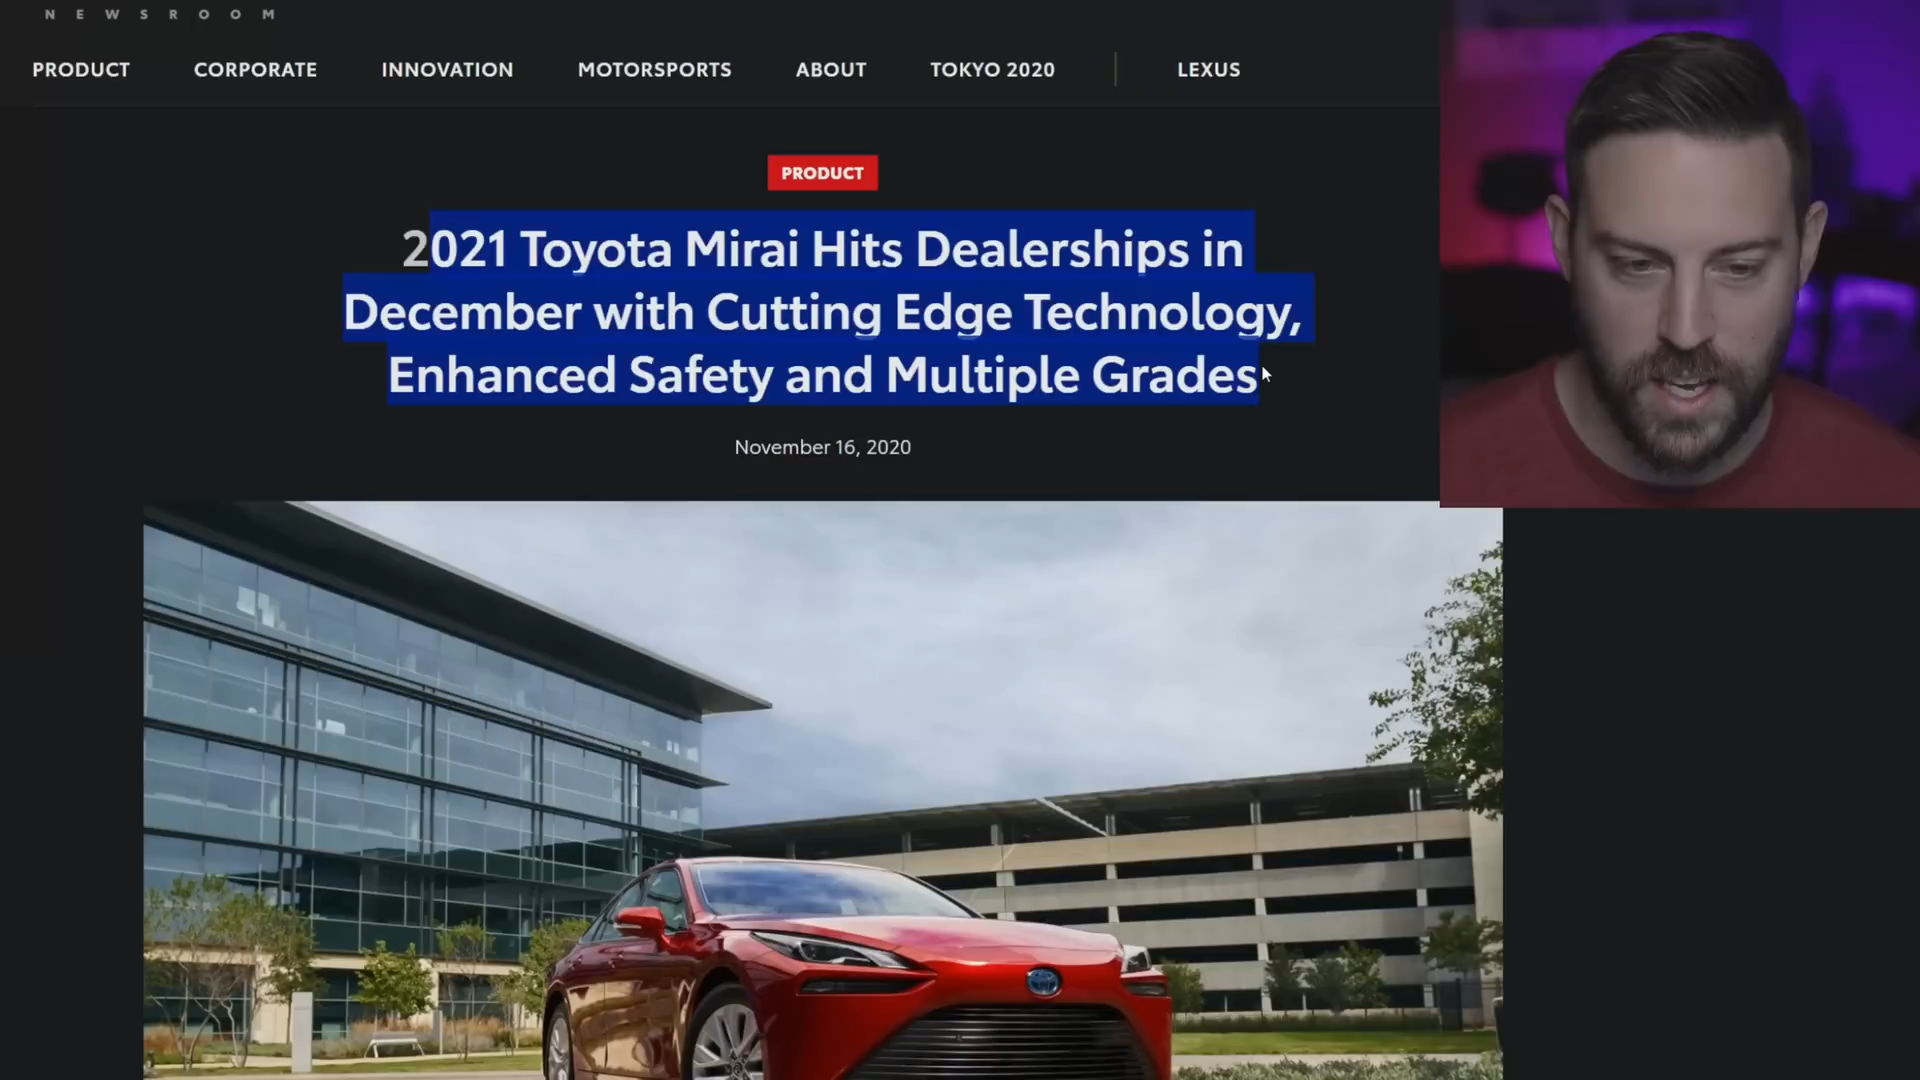 NEWSROOM
PRODUCT CORPORATE INNOVATION MOTORSPORTS ABOUT TOKYO 2020 LEXUS
PRODUCT
2021 Toyota Mirai Hits Dealerships in
December with Cutting Edge Technology,
Enhanced Safety and Multiple Grades
November 16, 2020